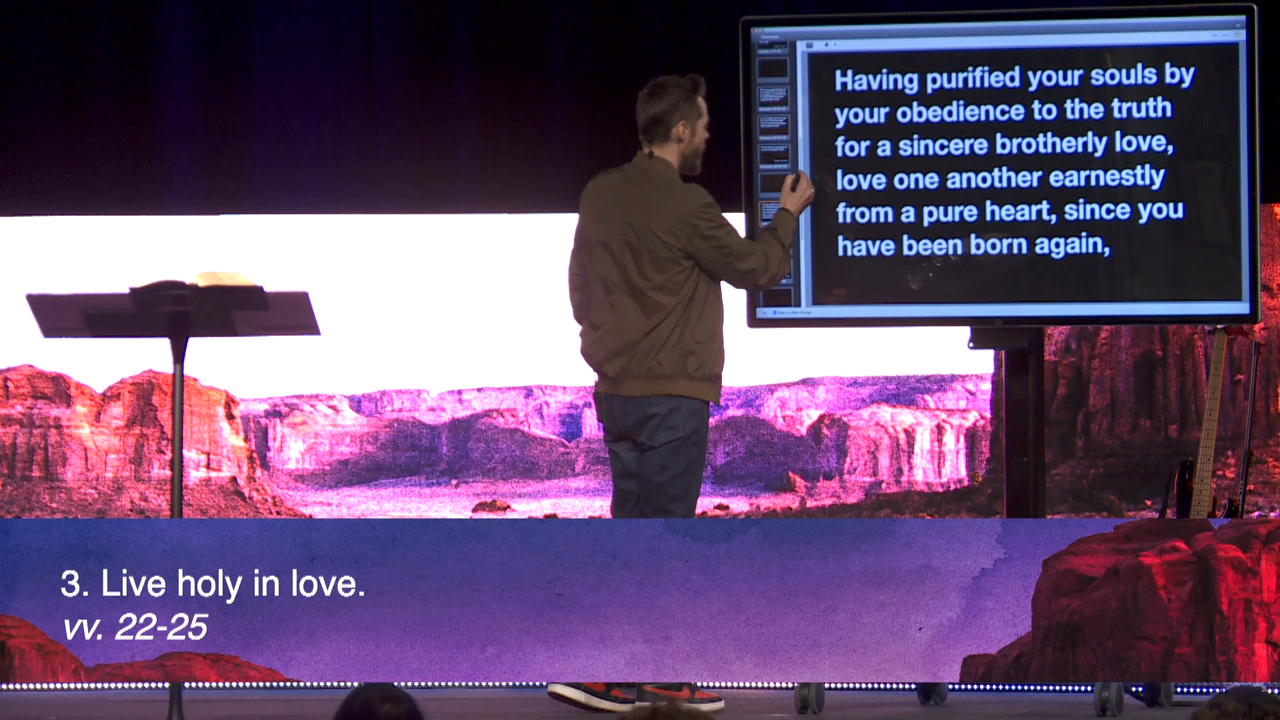 Having purified your souls by
your obedience to the truth
for a sincere brotherly love,
love one another earnestly
from a pure heart, since you
have been born again,
3. Live holy in love.
vv. 22-25